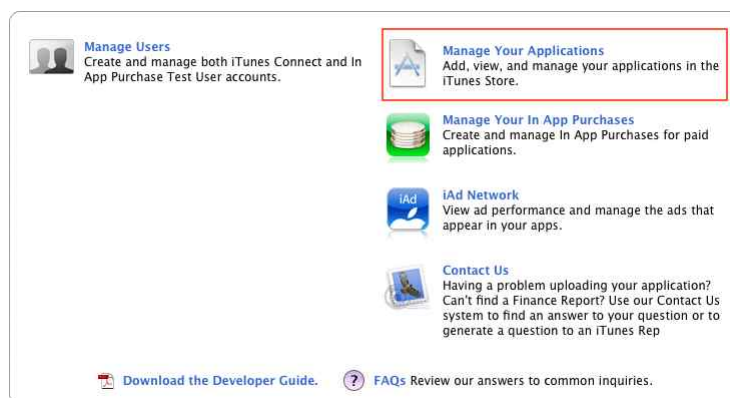 Manage Users
Create and manage both iTunes Connect and In
App Purchase Test User accounts.
Manage Your Applications
Add, view, and manage your applications in the
iTunes Store.
Manage Your In App Purchases
Create and manage In App Purchases for paid
applications.
iAd
iAd Network
View ad performance and manage the ads that
appear in your apps.
Contact Us
Having a problem uploading your application?
Can't find a Finance Report? Use our Contact Us
system to find an answer to your question or to
generate a question to an iTunes Rep
Download the Developer Guide. ? FAQs Review our answers to common inquiries.